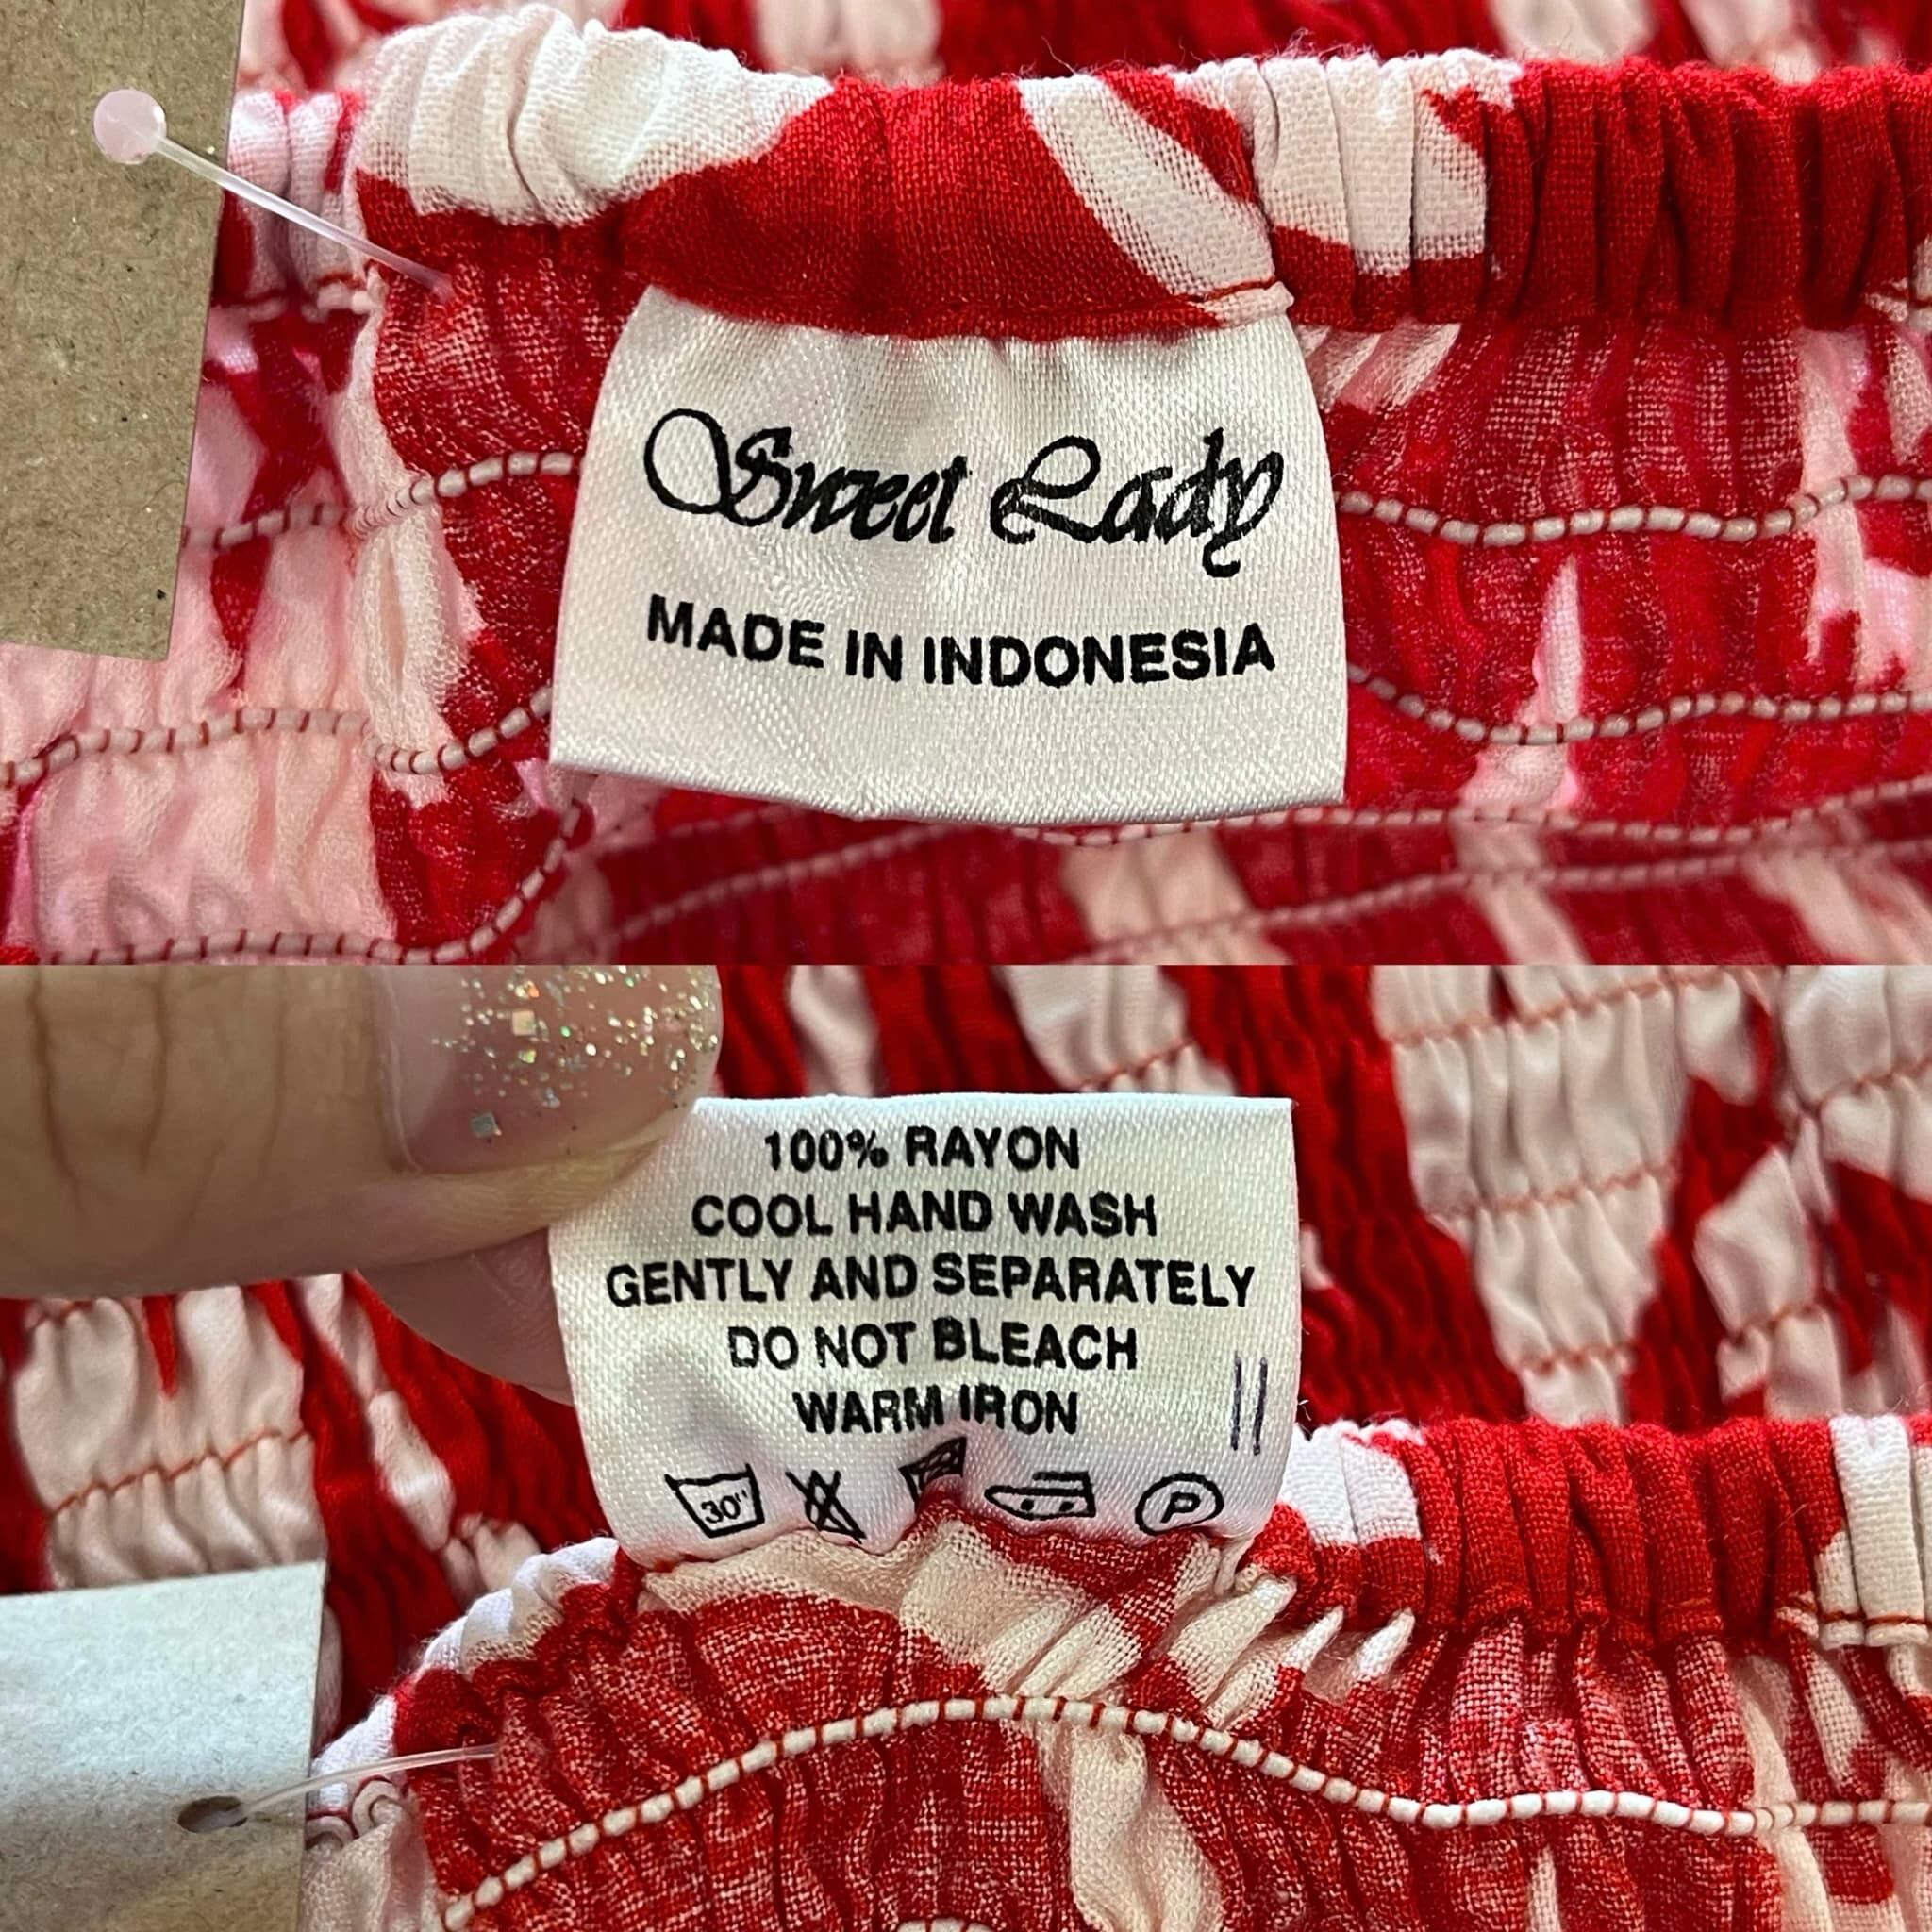 Sweet Lady
MADE IN INDONESIA
100% RAYON
COOL HAND WASH
GENTLY AND SEPARATELY
DO NOT BLEACH
WARM IRON
30°
P